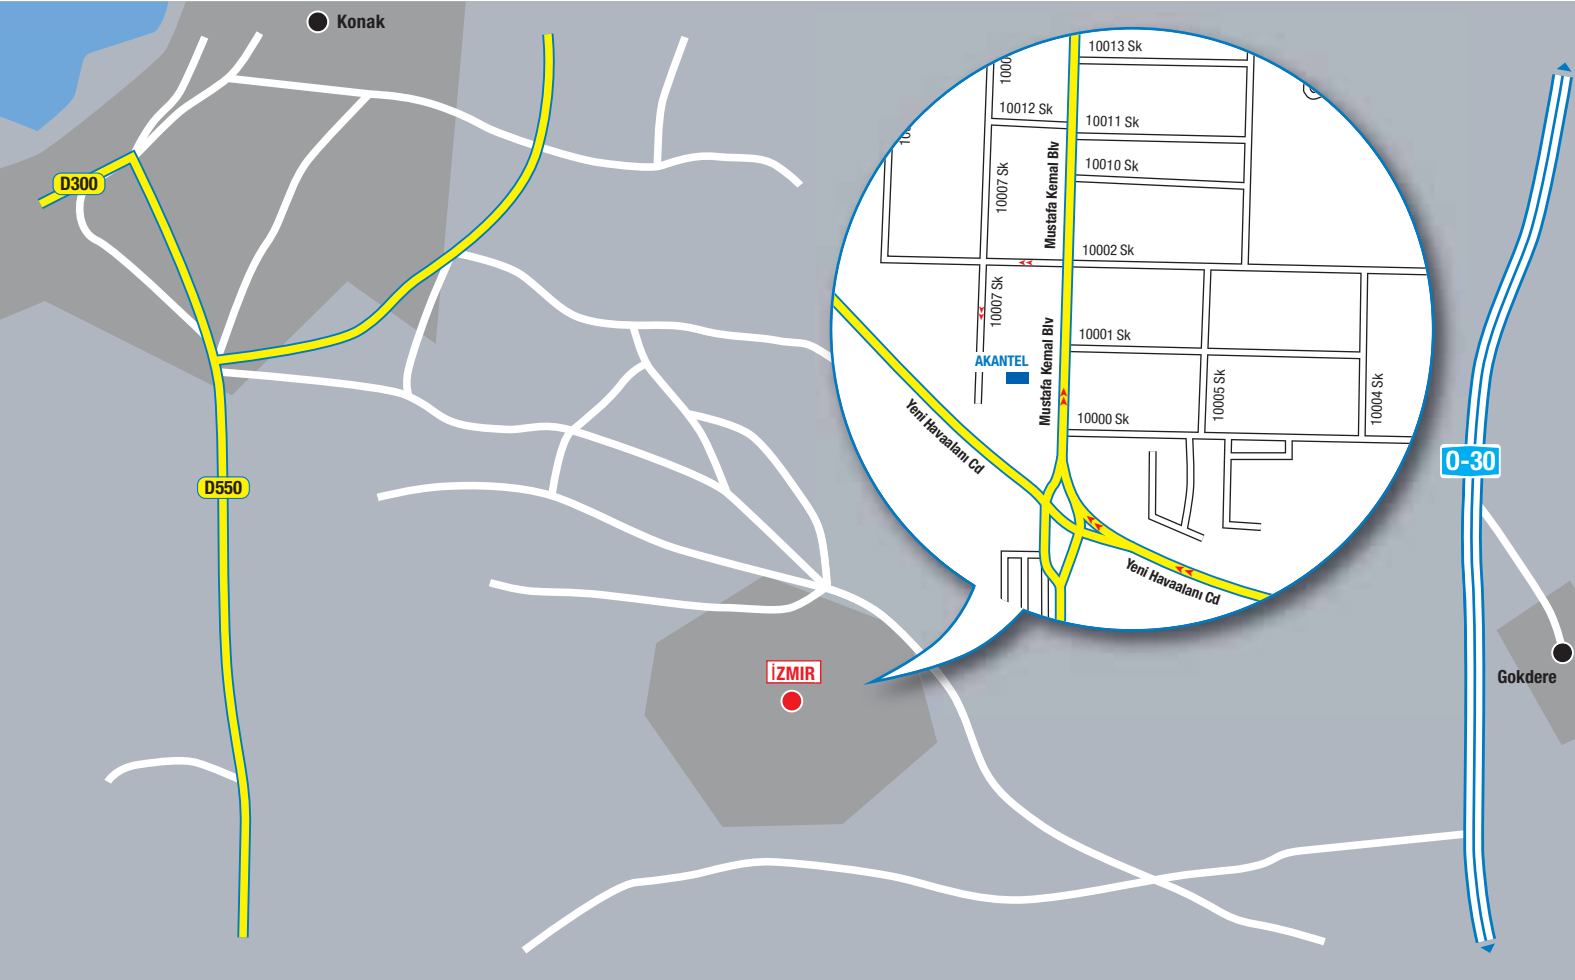 Konak
10013 Sk
10012 Sk
10011 Sk
Mustafa Kemal Blv
10010 Sk
10007 Sk
D300
10002 Sk
10007 Sk
10001 Sk
Mustafa Kemal Blv
AKANTEL
10005 Sk
10004 Sk
10000 Sk
Yeni Havaalanı Cd
O-30
D550
Yeni Havaalanı Cd
İZMIR
Gokdere